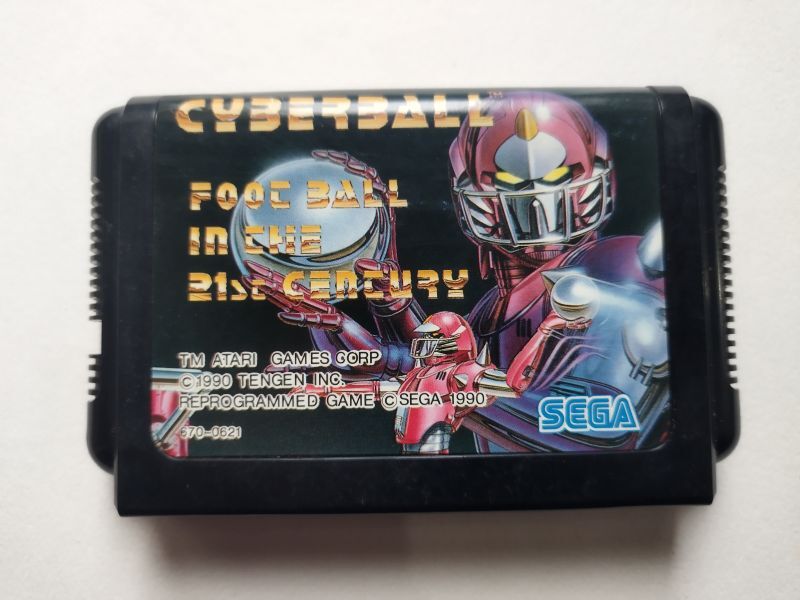 CYBERBALL™
FOOT BALL
IN THE
21st CENTURY
TM ATARI GAMES CORP
©1990 TENGEN INC.
REPROGRAMMED GAME ©SEGA 1990
SEGA
670-0621